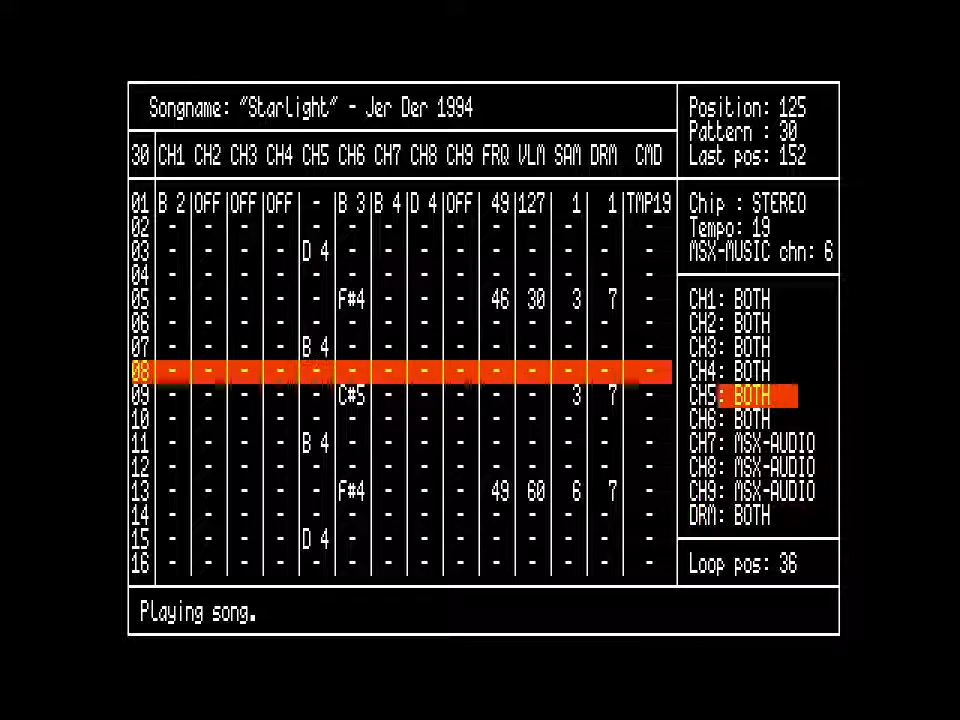 Songname: "Starlight" - Jer Der 1994
Position: 125
Pattern : 30
Last pos: 152
30 CH1 CH2 CH3 CH4 CH5 CH6 CH7 CH8 CH9 FRQ VLM SAM DRM CMD
01 B 2 OFF OFF OFF - B 3 B 4 D 4 OFF 49 127 1 1 TMP19
02 - - - - - - - - - - - - - -
03 - - - - D 4 - - - - - - - - -
04 - - - - - - - - - - - - - -
05 - - - - - F#4 - - - 46 30 3 7 -
06 - - - - - - - - - - - - - -
07 - - - - B 4 - - - - - - - - -
08 - - - - - - - - - - - - - -
09 - - - - - C#5 - - - - - 3 7 -
10 - - - - - - - - - - - - - -
11 - - - - B 4 - - - - - - - - -
12 - - - - - - - - - - - - - -
13 - - - - - F#4 - - - 49 60 6 7 -
14 - - - - - - - - - - - - - -
15 - - - - D 4 - - - - - - - - -
16 - - - - - - - - - - - - - -
Chip : STEREO
Tempo: 19
MSX-MUSIC chn: 6
CH1: BOTH
CH2: BOTH
CH3: BOTH
CH4: BOTH
CH5: BOTH
CH6: BOTH
CH7: MSX-AUDIO
CH8: MSX-AUDIO
CH9: MSX-AUDIO
DRM: BOTH
Loop pos: 36
Playing song.